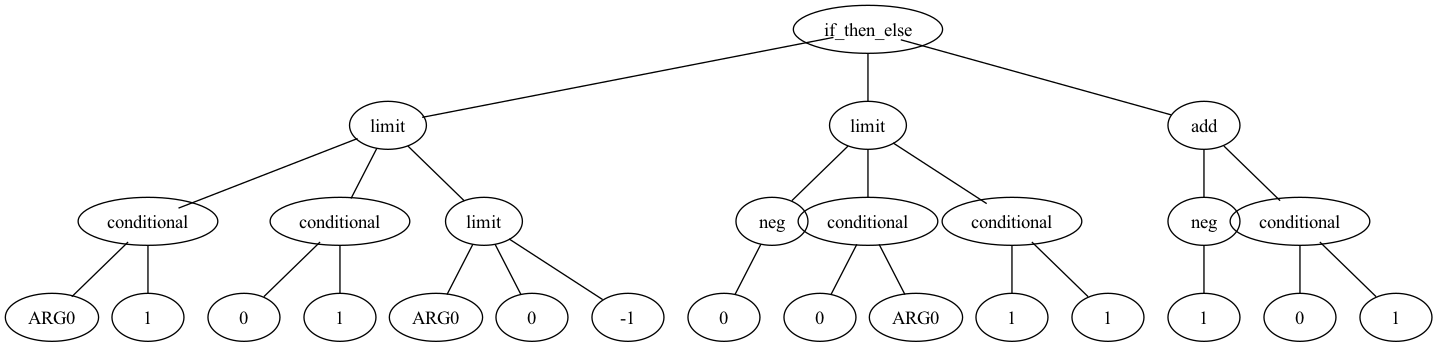 if_then_else
limit limit add
conditional conditional limit neg conditional conditional neg conditional
ARG0 1 0 1 ARG0 0 -1 0 0 ARG0 1 1 1 0 1